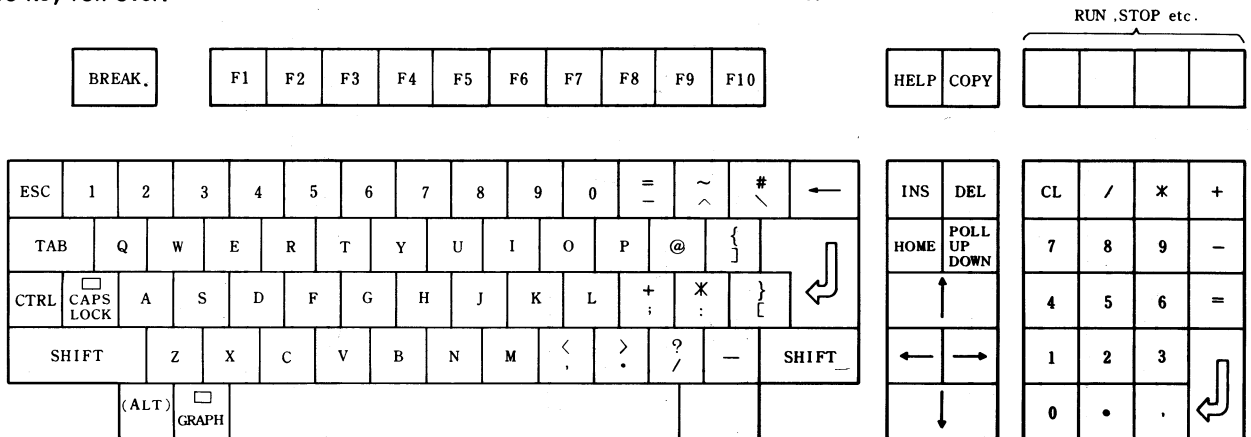 RUN ,STOP etc.
BREAK. F1 F2 F3 F4 F5 F6 F7 F8 F9 F10 HELP COPY
ESC 1 2 3 4 5 6 7 8 9 0 = - ~ ^ # \ ← INS DEL CL / * +
TAB Q W E R T Y U I O P @ { ] HOME POLL UP DOWN 7 8 9 -
CTRL CAPS LOCK A S D F G H J K L + ; * : } [ ↑ 4 5 6 =
SHIFT Z X C V B N M < , > . ? / — SHIFT ← → 1 2 3
(ALT) GRAPH ↓ 0 . ,